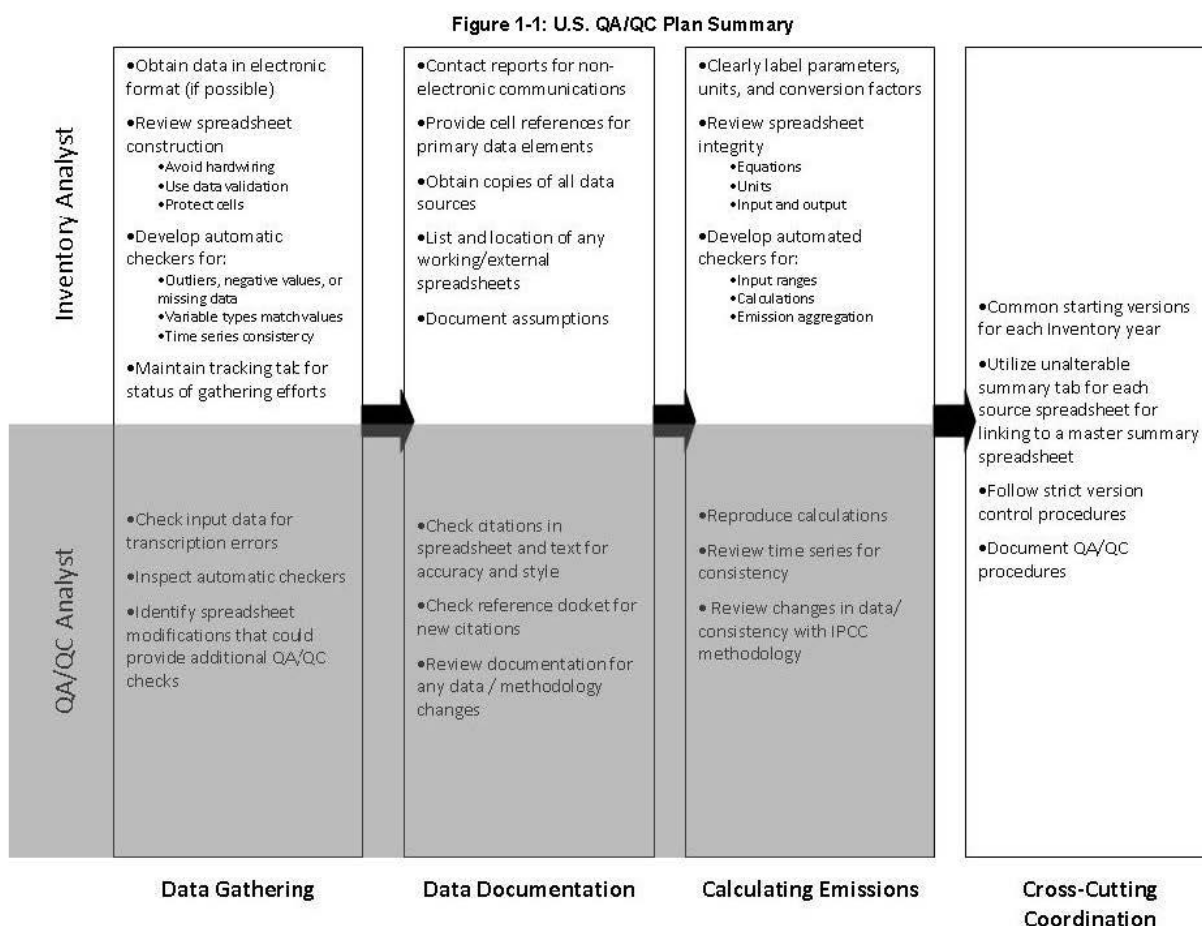 Figure 1-1: U.S. QA/QC Plan Summary
Inventory Analyst
•Obtain data in electronic
format (if possible)
•Review spreadsheet
construction
•Avoid hardwiring
•Use data validation
•Protect cells
•Develop automatic
checkers for:
•Outliers, negative values, or
missing data
•Variable types match values
•Time series consistency
•Maintain tracking tab for
status of gathering efforts
•Contact reports for non-
electronic communications
•Provide cell references for
primary data elements
•Obtain copies of all data
sources
•List and location of any
working/external
spreadsheets
•Document assumptions
•Clearly label parameters,
units, and conversion factors
•Review spreadsheet
integrity
•Equations
•Units
•Input and output
•Develop automated
checkers for:
•Input ranges
•Calculations
•Emission aggregation
•Common starting versions
for each Inventory year
•Utilize unalterable
summary tab for each
source spreadsheet for
linking to a master summary
spreadsheet
•Follow strict version
control procedures
•Document QA/QC
procedures
QA/QC Analyst
•Check input data for
transcription errors
•Inspect automatic checkers
•Identify spreadsheet
modifications that could
provide additional QA/QC
checks
•Check citations in
spreadsheet and text for
accuracy and style
•Check reference docket for
new citations
•Review documentation for
any data / methodology
changes
•Reproduce calculations
•Review time series for
consistency
• Review changes in data/
consistency with IPCC
methodology
Data Gathering
Data Documentation
Calculating Emissions
Cross-Cutting
Coordination